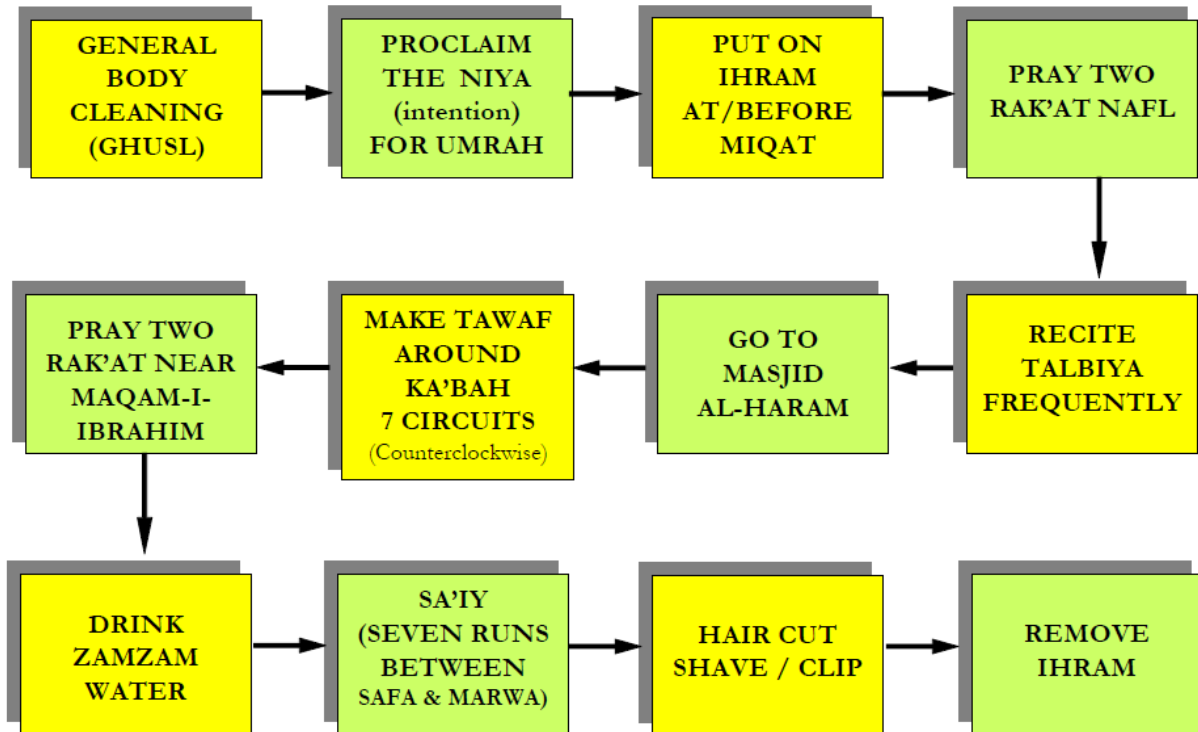 GENERAL
BODY
CLEANING
(GHUSL)
PROCLAIM
THE NIYA
(intention)
FOR UMRAH
PUT ON
IHRAM
AT/BEFORE
MIQAT
PRAY TWO
RAK'AT NAFL
RECITE
TALBIYA
FREQUENTLY
GO TO
MASJID
AL-HARAM
MAKE TAWAF
AROUND
KA'BAH
7 CIRCUITS
(Counterclockwise)
PRAY TWO
RAK'AT NEAR
MAQAM-I-
IBRAHIM
DRINK
ZAMZAM
WATER
SA'IY
(SEVEN RUNS
BETWEEN
SAFA & MARWA)
HAIR CUT
SHAVE / CLIP
REMOVE
IHRAM